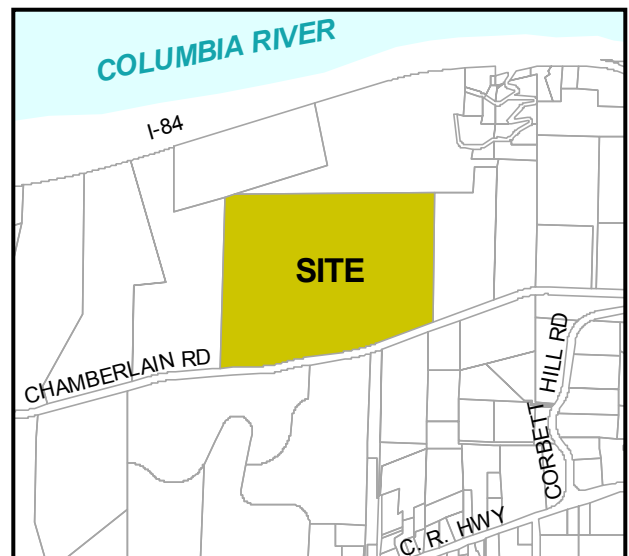 COLUMBIA RIVER
I-84
SITE
CHAMBERLAIN RD
CORBETT HILL RD
C. R. HWY